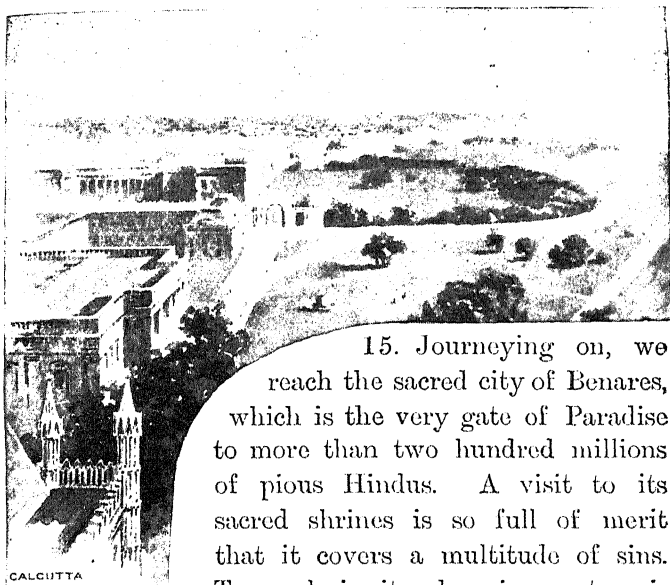 15. Journeying on, we
reach the sacred city of Benares,
which is the very gate of Paradise
to more than two hundred millions
of pious Hindus. A visit to its
sacred shrines is so full of merit
that it covers a multitude of sins.
CALCUTTA